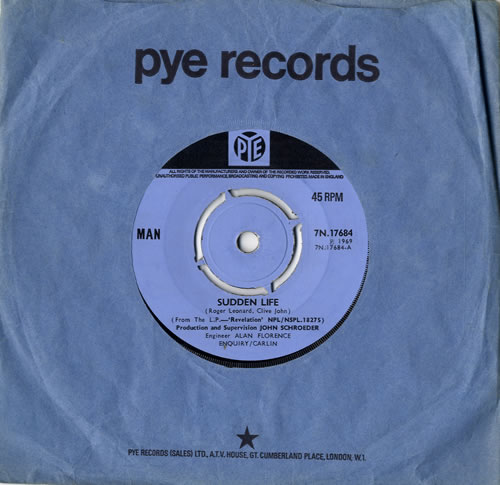 pye records
PYE
ALL RIGHTS OF THE MANUFACTURERS AND OWNER OF THE RECORDED WORK RESERVED
UNAUTHORISED PUBLIC PERFORMANCE, BROADCASTING AND COPYING PROHIBITED MADE IN ENGLAND
45 RPM
MAN
7N.17684
℗ 1969
7N.17684-A
SUDDEN LIFE
(Roger Leonard, Clive John)
(From The L.P.—'Revelation' NPL/NSPL.18275)
Production and Supervision JOHN SCHROEDER
Engineer ALAN FLORENCE
ENQUIRY/CARLIN
PYE RECORDS (SALES) LTD., A.T.V. HOUSE, GT. CUMBERLAND PLACE, LONDON, W.1.